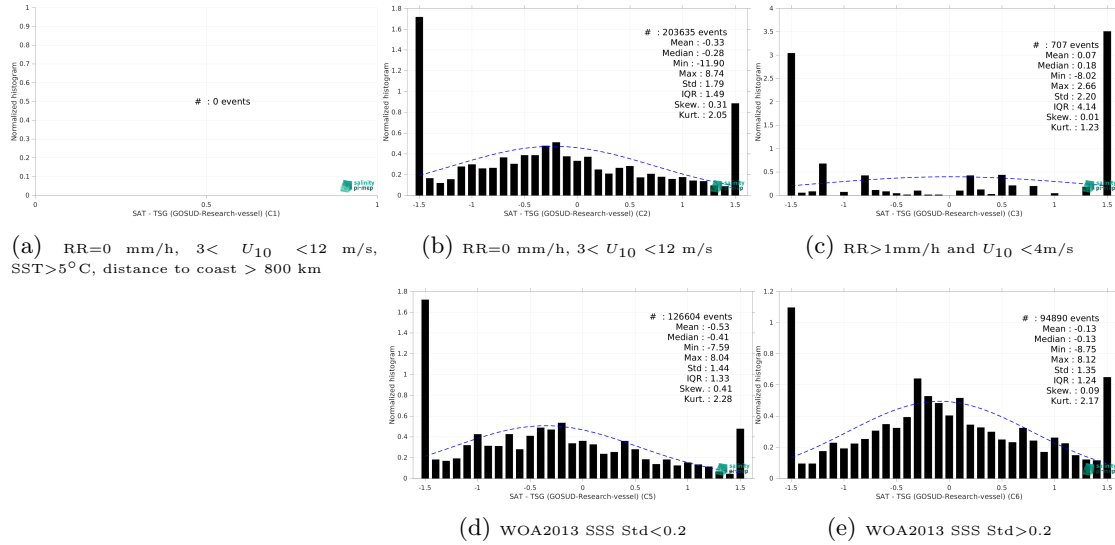 1
0.9
0.8
0.7
0.6
0.5
0.4
0.3
0.2
0.1
0
Normalized histogram
# : 0 events
salinity
pi-mep
0 0.5 1
SAT - TSG (GOSUD-Research-vessel) (C1)
(a) RR=0 mm/h, 3< U10 <12 m/s,
SST>5°C, distance to coast > 800 km
1.8
1.6
1.4
1.2
1
0.8
0.6
0.4
0.2
0
Normalized histogram
# : 203635 events
Mean : -0.33
Median : -0.28
Min : -11.90
Max : 8.74
Std : 1.79
IQR : 1.49
Skew. : 0.31
Kurt. : 2.05
salinity
pi-mep
-1.5 -1 -0.5 0 0.5 1 1.5
SAT - TSG (GOSUD-Research-vessel) (C2)
(b) RR=0 mm/h, 3< U10 <12 m/s
4
3.5
3
2.5
2
1.5
1
0.5
0
Normalized histogram
# : 707 events
Mean : 0.07
Median : 0.18
Min : -8.02
Max : 2.66
Std : 2.20
IQR : 4.14
Skew. : 0.01
Kurt. : 1.23
salinity
pi-mep
-1.5 -1 -0.5 0 0.5 1 1.5
SAT - TSG (GOSUD-Research-vessel) (C3)
(c) RR>1mm/h and U10 <4m/s
1.8
1.6
1.4
1.2
1
0.8
0.6
0.4
0.2
0
Normalized histogram
# : 126604 events
Mean : -0.53
Median : -0.41
Min : -7.59
Max : 8.04
Std : 1.44
IQR : 1.33
Skew. : 0.41
Kurt. : 2.28
salinity
pi-mep
-1.5 -1 -0.5 0 0.5 1 1.5
SAT - TSG (GOSUD-Research-vessel) (C5)
(d) WOA2013 SSS Std<0.2
1.2
1
0.8
0.6
0.4
0.2
0
Normalized histogram
# : 94890 events
Mean : -0.13
Median : -0.13
Min : -8.75
Max : 8.12
Std : 1.35
IQR : 1.24
Skew. : 0.09
Kurt. : 2.17
salinity
pi-mep
-1.5 -1 -0.5 0 0.5 1 1.5
SAT - TSG (GOSUD-Research-vessel) (C6)
(e) WOA2013 SSS Std>0.2